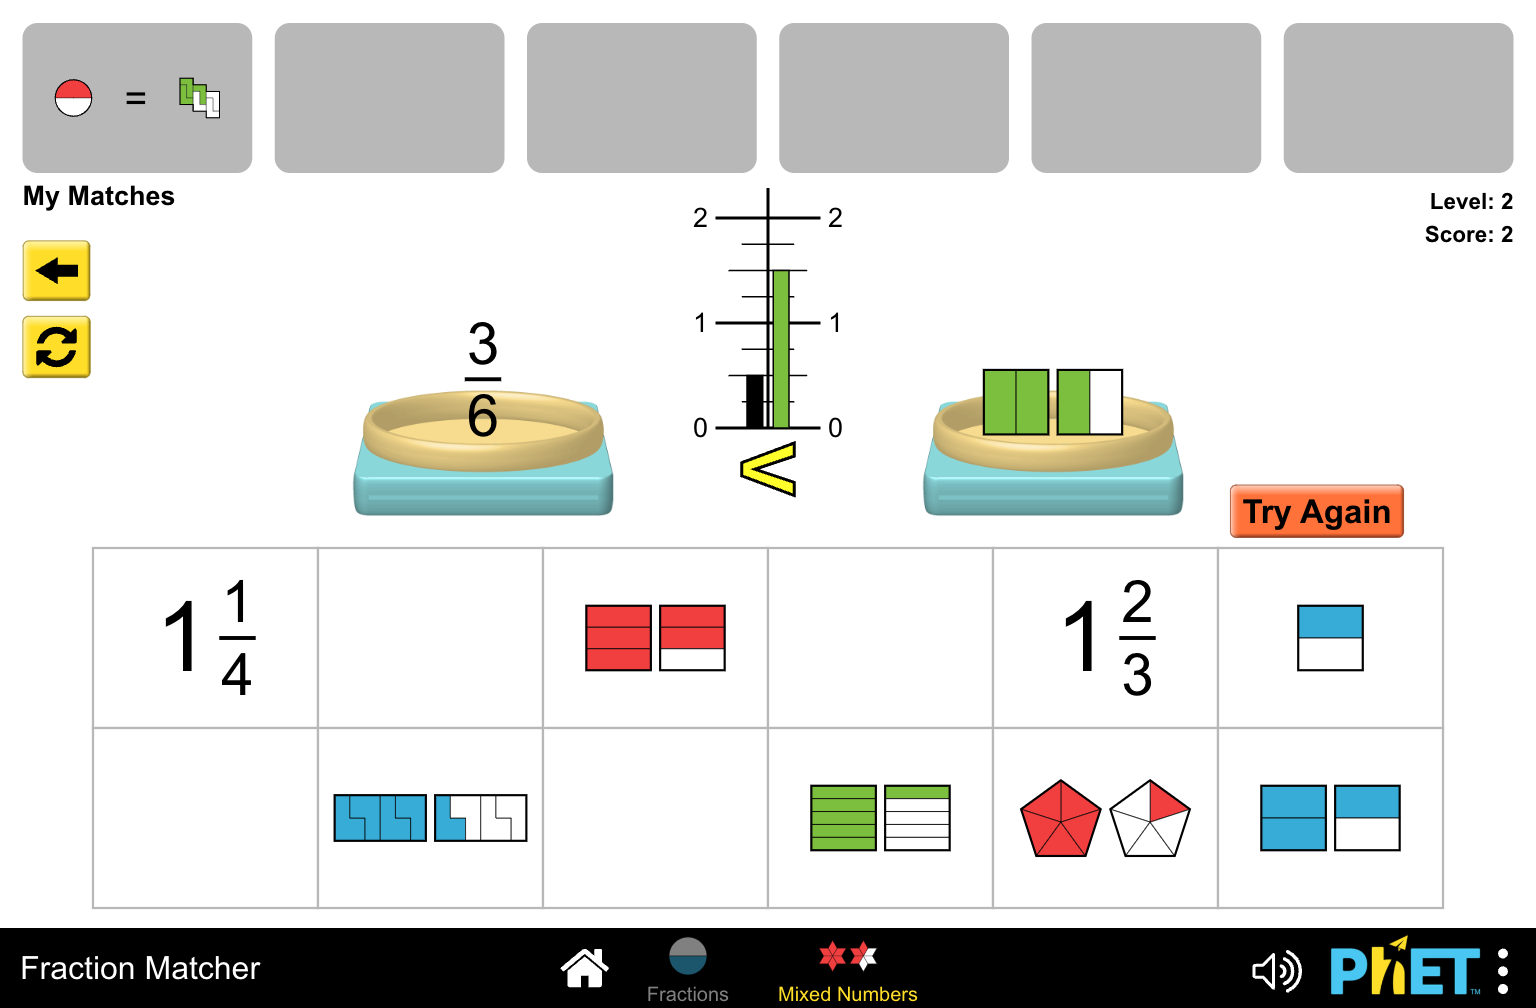 =
My Matches
Level: 2
Score: 2
2 2
1 1
0 0
3/6
<
Try Again
1 1/4
1 2/3
Fraction Matcher
Fractions
Mixed Numbers
PhET™